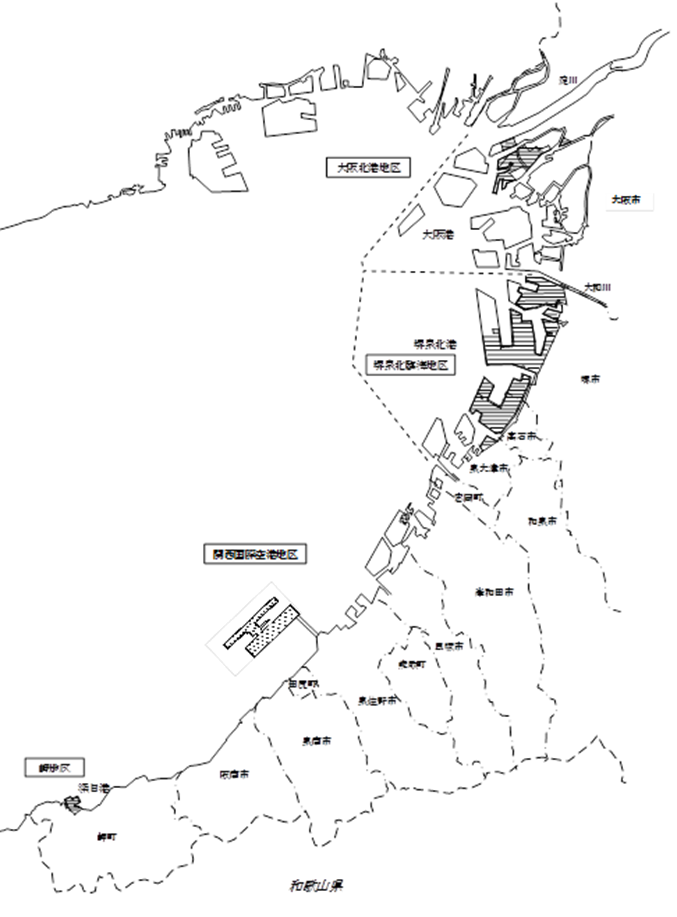 淀川
大阪北港地区
大阪市
大阪港
大和川
堺泉北港
堺泉北臨海地区
堺市
高石市
泉大津市
忠岡町
和泉市
関西国際空港地区
岸和田市
貝塚市
熊取町
田尻町
泉佐野市
泉南市
岬地区
阪南市
深日港
岬町
和歌山県